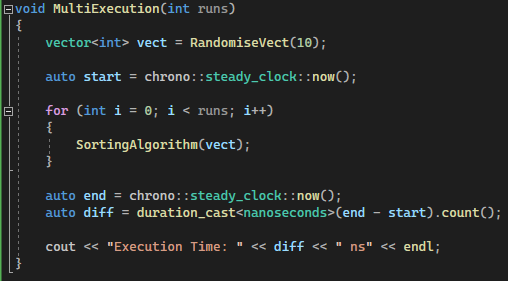 void MultiExecution(int runs)
{
    vector<int> vect = RandomiseVect(10);

    auto start = chrono::steady_clock::now();

    for (int i = 0; i < runs; i++)
    {
        SortingAlgorithm(vect);
    }

    auto end = chrono::steady_clock::now();
    auto diff = duration_cast<nanoseconds>(end - start).count();

    cout << "Execution Time: " << diff << " ns" << endl;
}